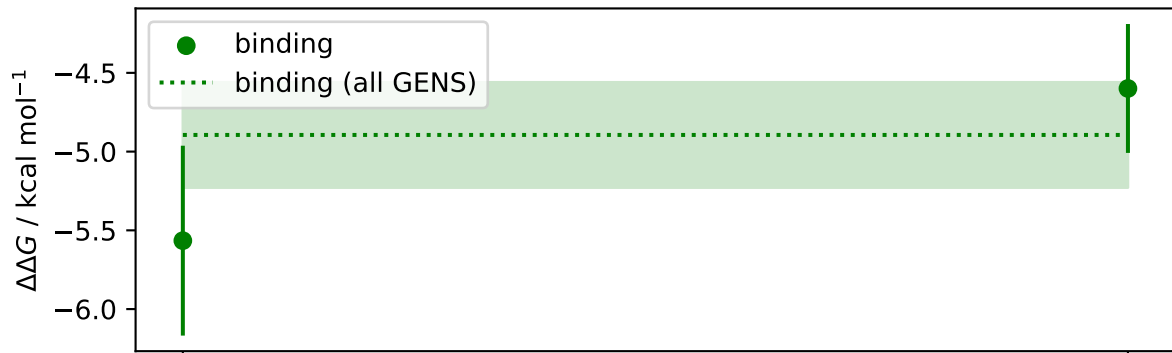 binding
binding (all GENS)
−4.5
−5.0
−5.5
−6.0
ΔΔG / kcal mol⁻¹